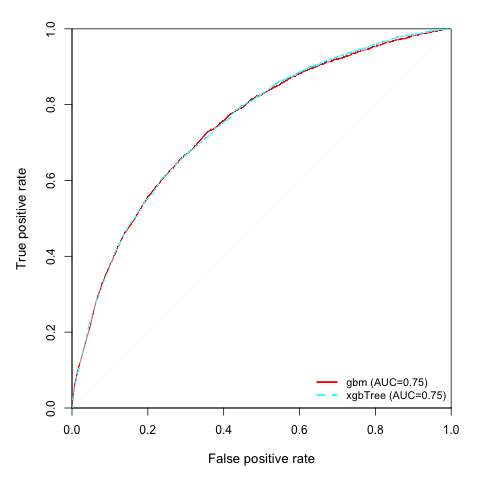 1.0
0.8
0.6
0.4
0.2
0.0
True positive rate
0.0 0.2 0.4 0.6 0.8 1.0
False positive rate
gbm (AUC=0.75)
xgbTree (AUC=0.75)